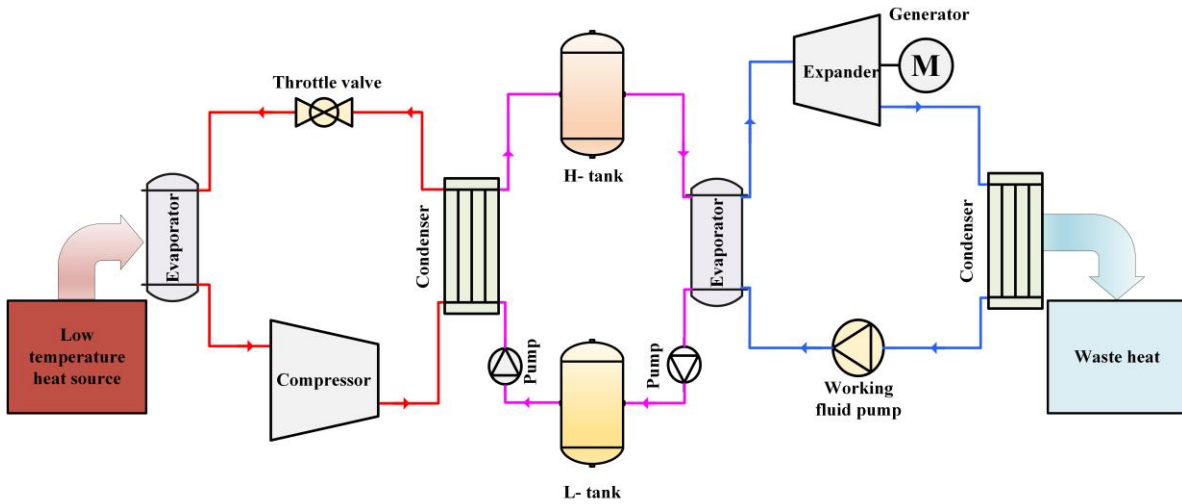 Generator
M
Expander
Throttle valve
H- tank
Evaporator
Condenser
Evaporator
Condenser
Low
temperature
heat source
Compressor
Pump
Pump
Working
fluid pump
Waste heat
L- tank